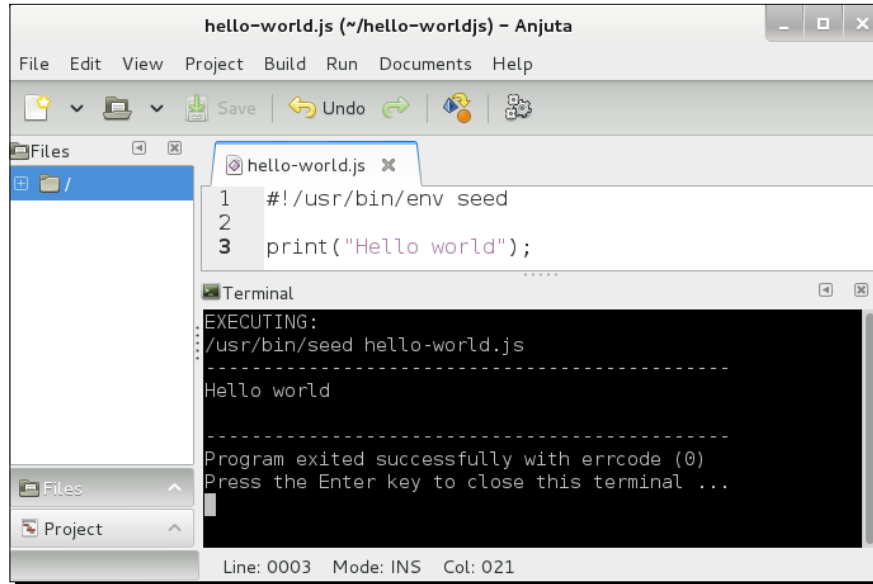 hello-world.js (~/hello-worldjs) - Anjuta
File Edit View Project Build Run Documents Help
Save Undo
Files
/
hello-world.js
1 #!/usr/bin/env seed
2
3 print("Hello world");
Terminal
EXECUTING:
/usr/bin/seed hello-world.js
----------------------------------------------
Hello world
----------------------------------------------
Program exited successfully with errcode (0)
Press the Enter key to close this terminal ...
Files
Project
Line: 0003 Mode: INS Col: 021